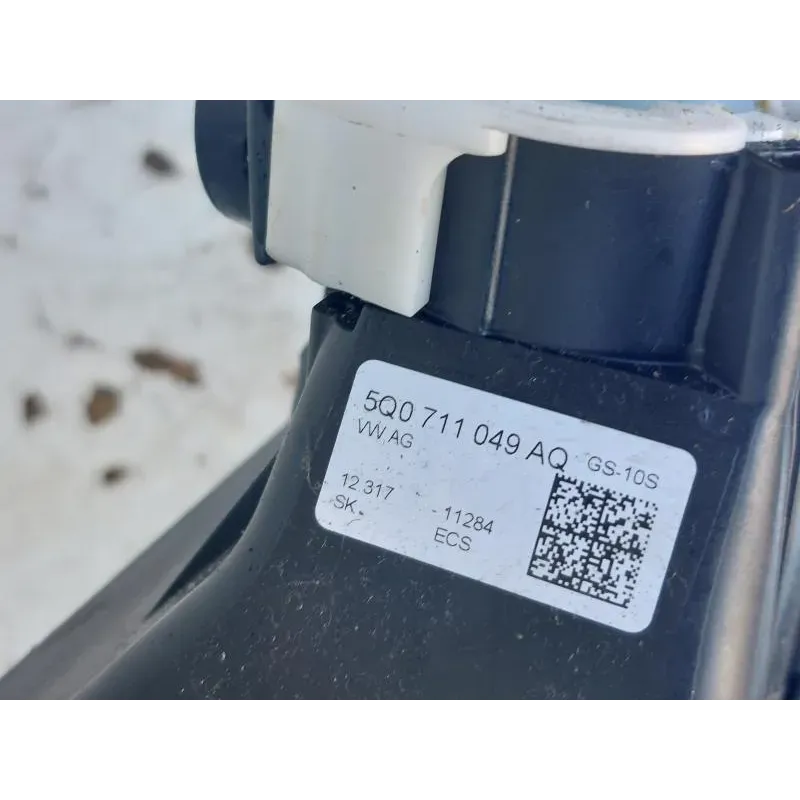 5Q0 711 049 AQ GS-10S
VW AG
12 317 -11284
SK ECS